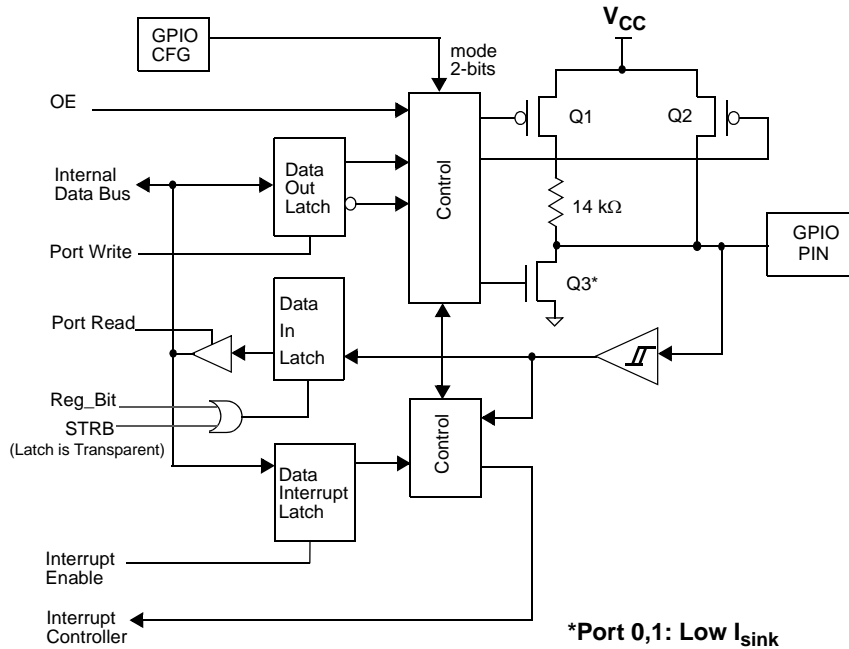 V_CC
GPIO
CFG
mode
2-bits
OE
Q1
Q2
Internal
Data Bus
Data
Out
Latch
Control
14 kΩ
GPIO
PIN
Port Write
Q3*
Data
In
Latch
Port Read
Reg_Bit
STRB
(Latch is Transparent)
Control
Data
Interrupt
Latch
Interrupt
Enable
Interrupt
Controller
*Port 0,1: Low I_sink